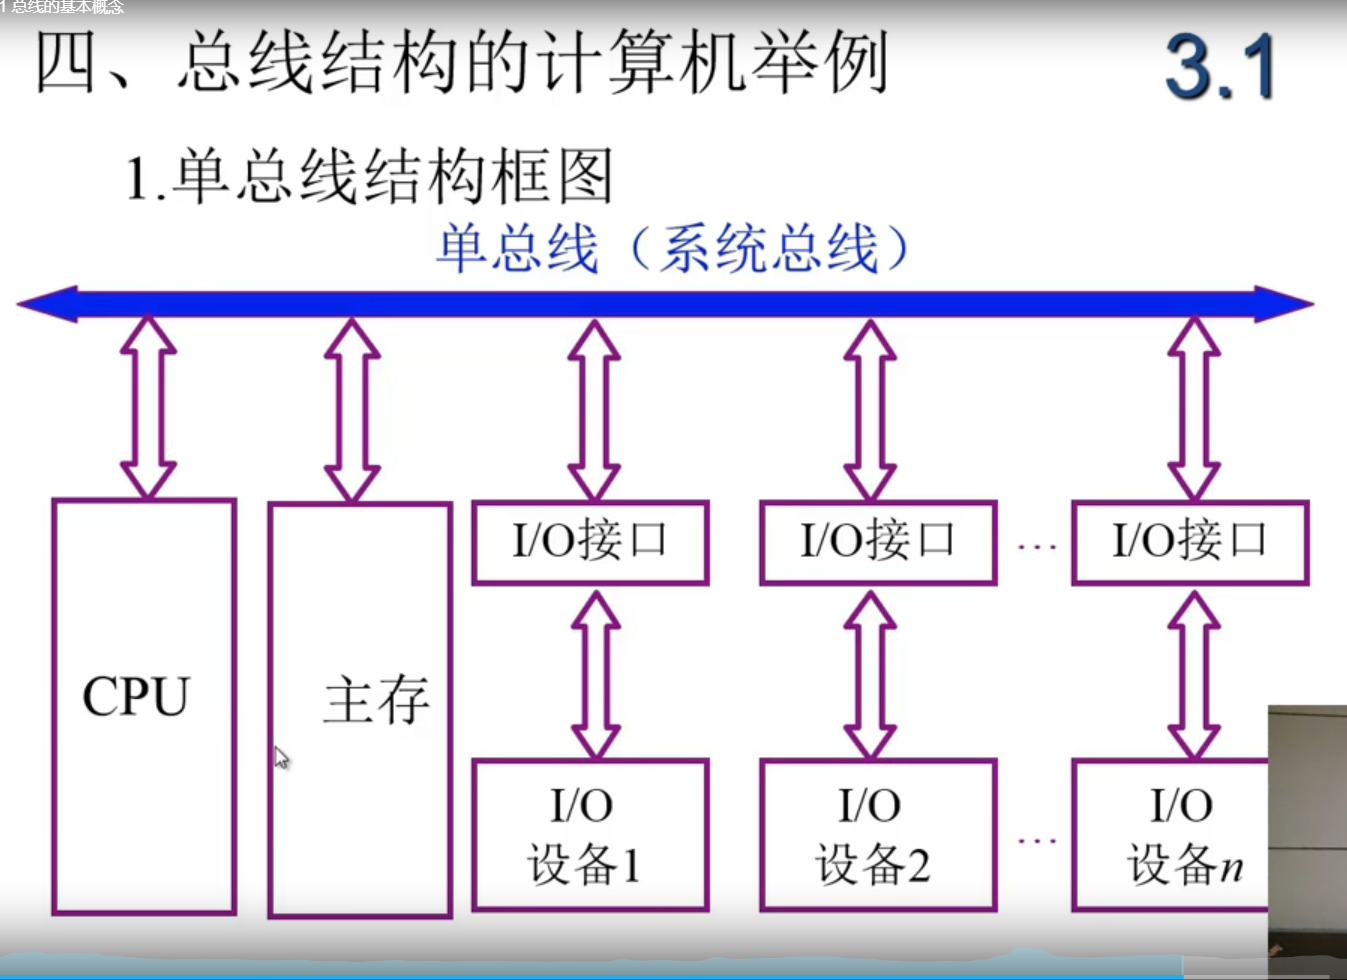 1 总线的基本概念
四、总线结构的计算机举例
3.1
1.单总线结构框图
单总线（系统总线）
I/O接口
I/O接口
…
I/O接口
CPU
主存
I/O
设备1
I/O
设备2
…
I/O
设备n